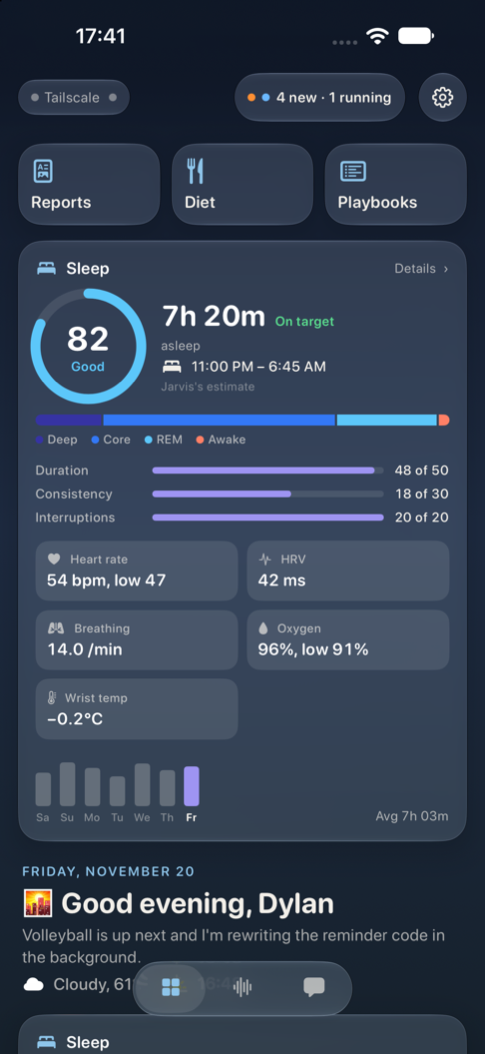 17:41
Tailscale
4 new · 1 running
Reports
Diet
Playbooks
Sleep
Details ›
82
Good
7h 20m On target
asleep
11:00 PM – 6:45 AM
Jarvis's estimate
Deep Core REM Awake
Duration 48 of 50
Consistency 18 of 30
Interruptions 20 of 20
Heart rate
54 bpm, low 47
HRV
42 ms
Breathing
14.0 /min
Oxygen
96%, low 91%
Wrist temp
−0.2°C
Sa Su Mo Tu We Th Fr
Avg 7h 03m
FRIDAY, NOVEMBER 20
Good evening, Dylan
Volleyball is up next and I'm rewriting the reminder code in
the background.
Cloudy, 61
Sleep